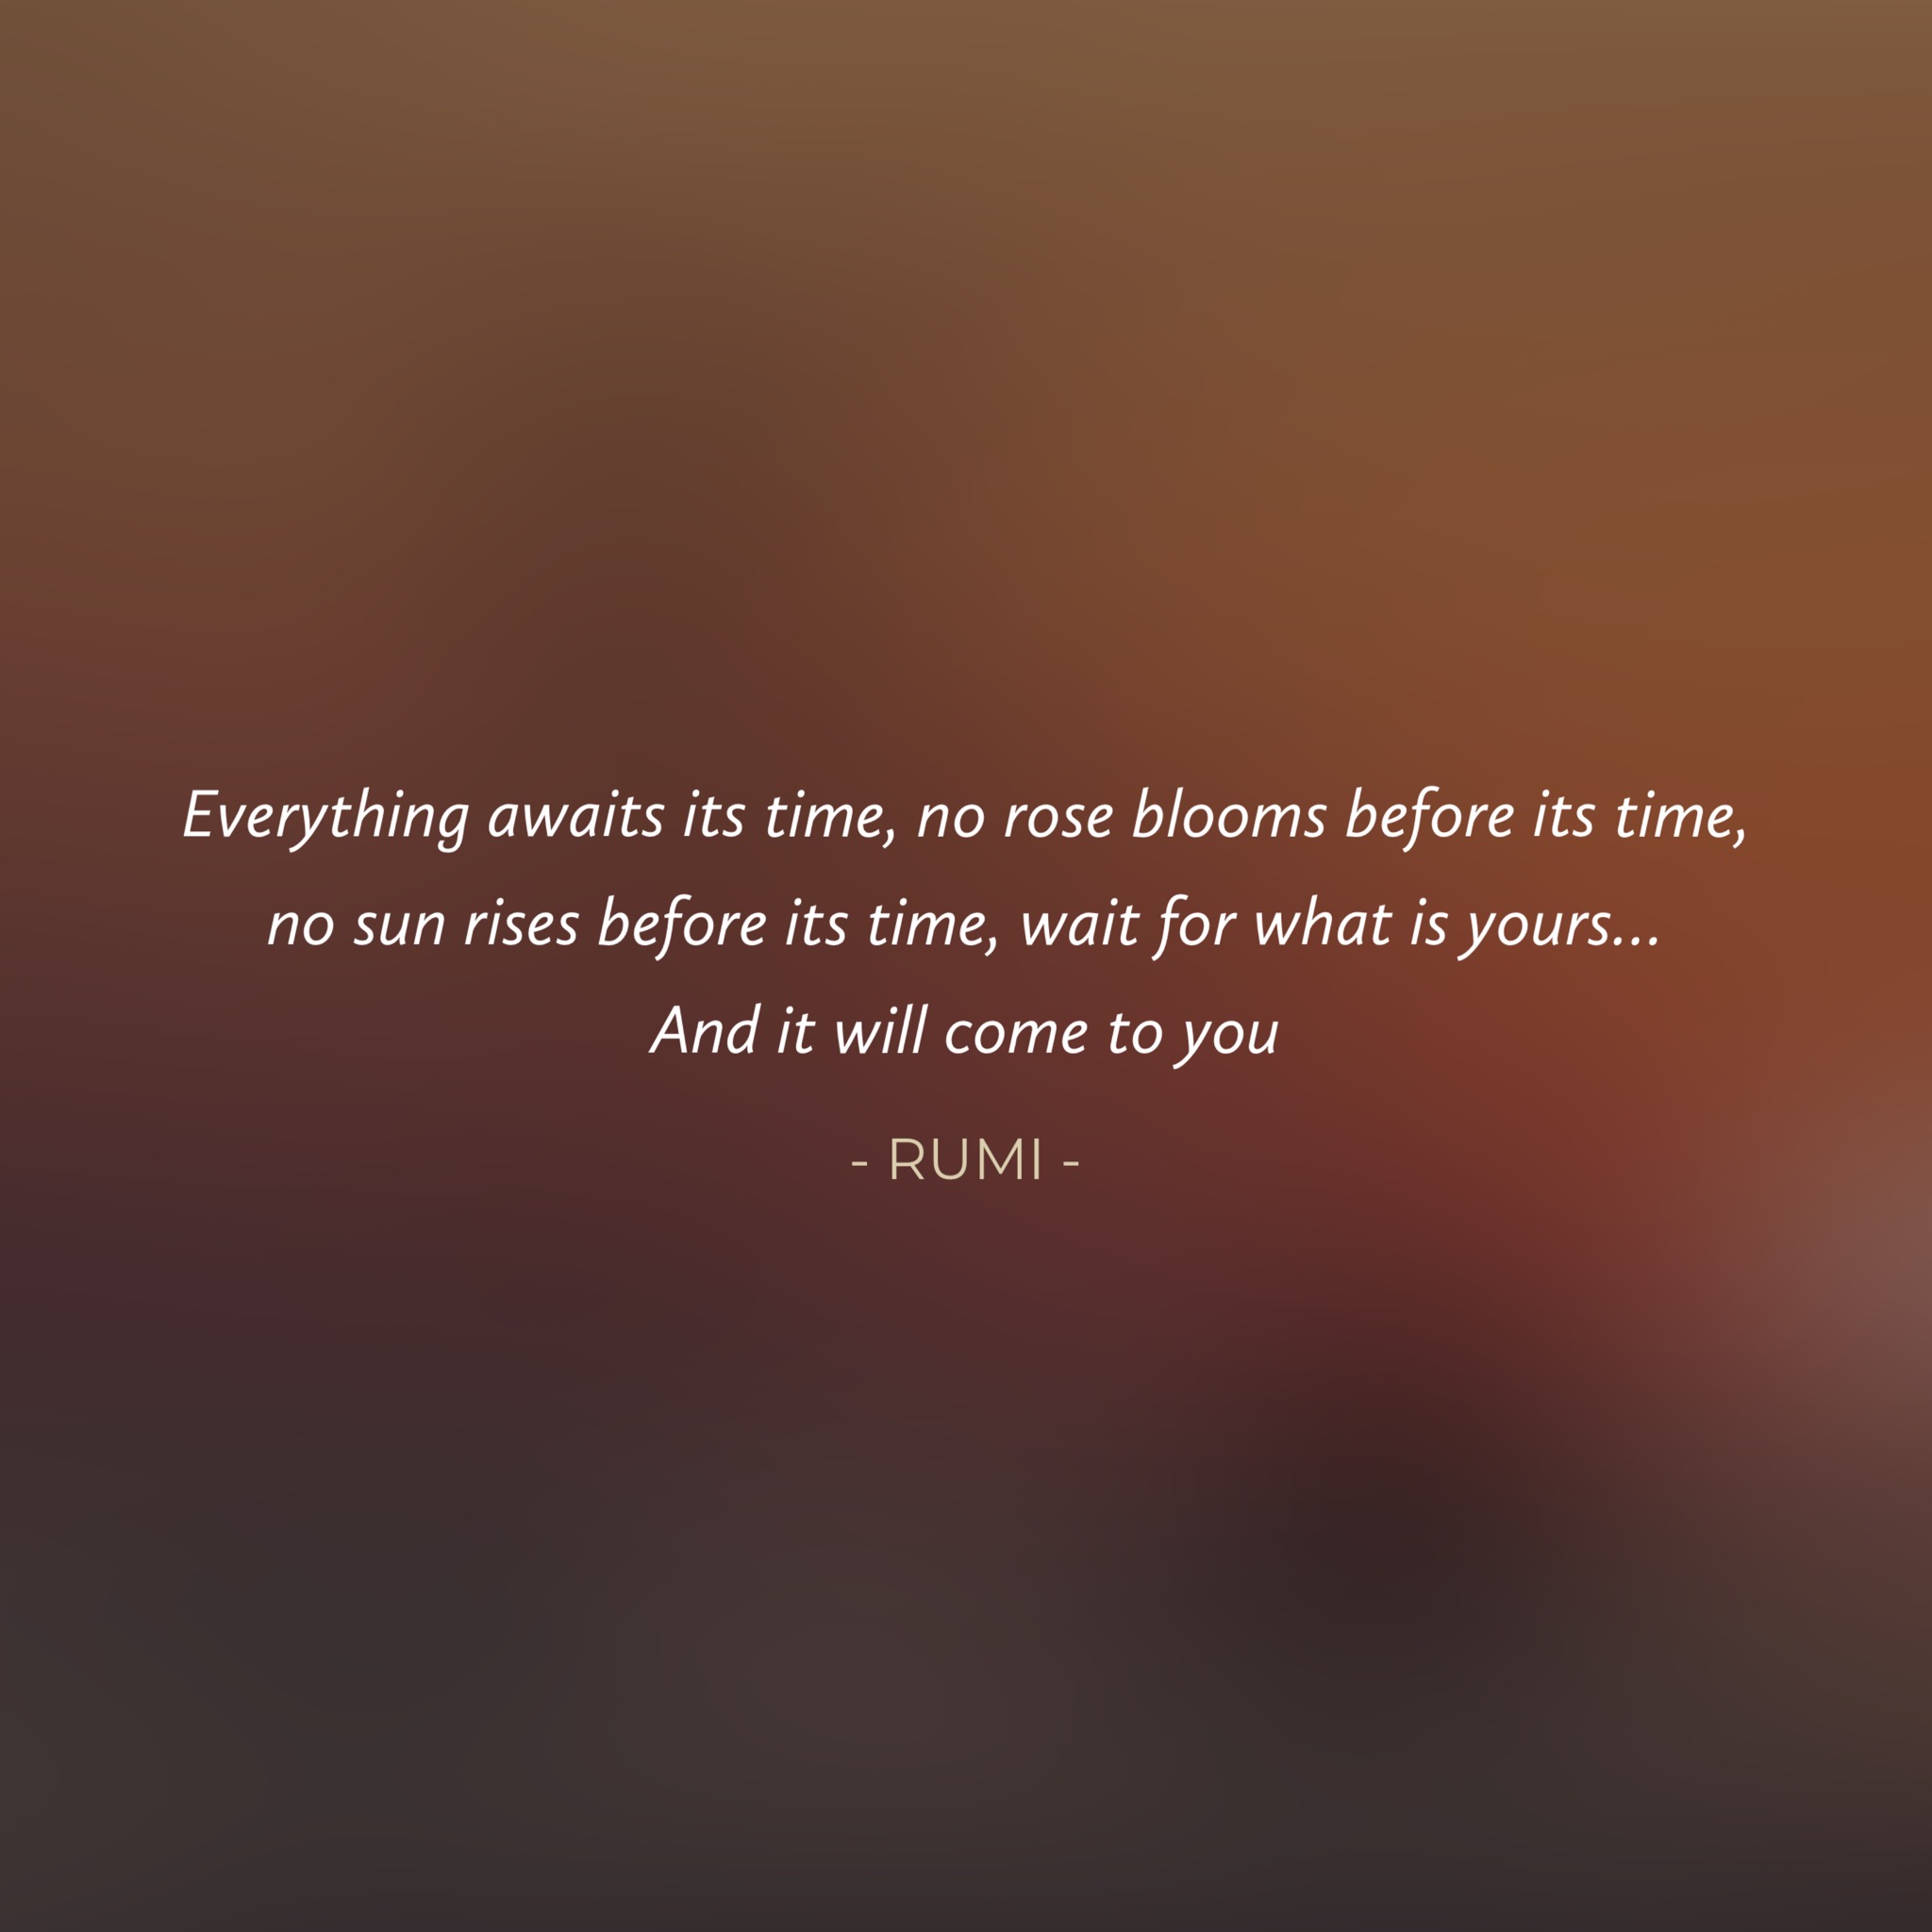 Everything awaits its time, no rose blooms before its time,
no sun rises before its time, wait for what is yours...
And it will come to you
- RUMI -